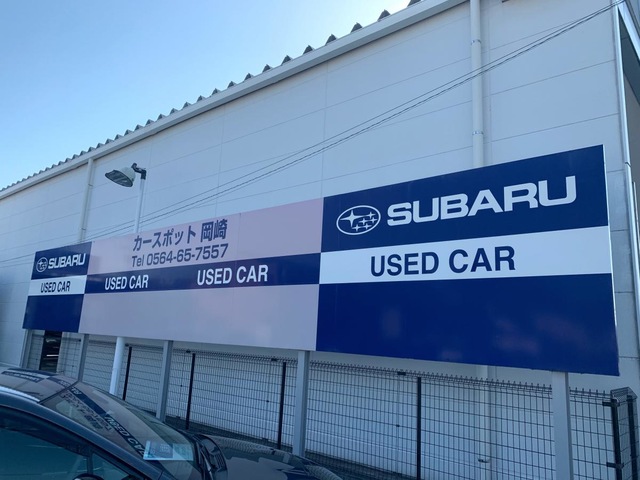 SUBARU
USED CAR
カースポット 岡崎
Tel 0564-65-7557
USED CAR
USED CAR
SUBARU
USED CAR